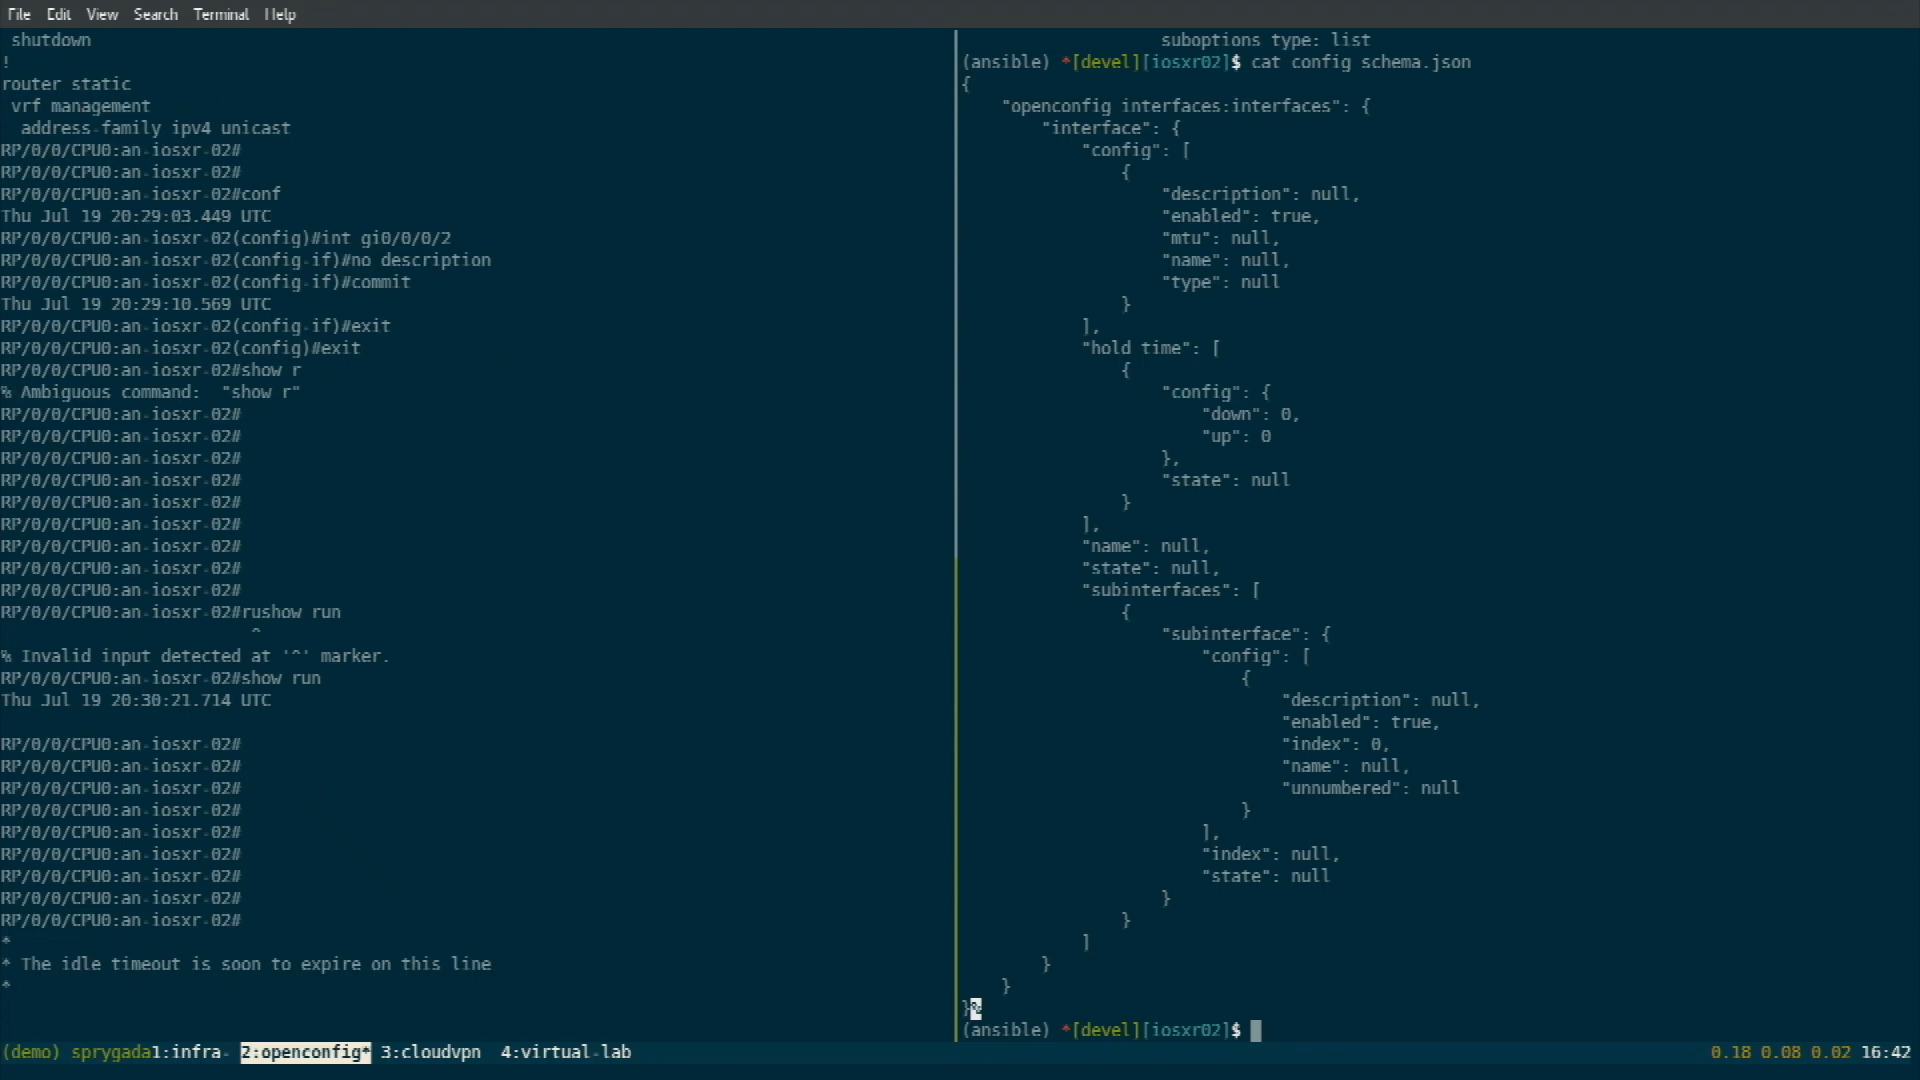 File Edit View Search Terminal Help
 shutdown
!
router static
 vrf management
  address-family ipv4 unicast
RP/0/0/CPU0:an-iosxr-02#
RP/0/0/CPU0:an-iosxr-02#
RP/0/0/CPU0:an-iosxr-02#conf
Thu Jul 19 20:29:03.449 UTC
RP/0/0/CPU0:an-iosxr-02(config)#int gi0/0/0/2
RP/0/0/CPU0:an-iosxr-02(config-if)#no description
RP/0/0/CPU0:an-iosxr-02(config-if)#commit
Thu Jul 19 20:29:10.569 UTC
RP/0/0/CPU0:an-iosxr-02(config-if)#exit
RP/0/0/CPU0:an-iosxr-02(config)#exit
RP/0/0/CPU0:an-iosxr-02#show r
% Ambiguous command:  "show r"
RP/0/0/CPU0:an-iosxr-02#
RP/0/0/CPU0:an-iosxr-02#
RP/0/0/CPU0:an-iosxr-02#
RP/0/0/CPU0:an-iosxr-02#
RP/0/0/CPU0:an-iosxr-02#
RP/0/0/CPU0:an-iosxr-02#
RP/0/0/CPU0:an-iosxr-02#
RP/0/0/CPU0:an-iosxr-02#
RP/0/0/CPU0:an-iosxr-02#
RP/0/0/CPU0:an-iosxr-02#rushow run
                         ^
% Invalid input detected at '^' marker.
RP/0/0/CPU0:an-iosxr-02#show run
Thu Jul 19 20:30:21.714 UTC
RP/0/0/CPU0:an-iosxr-02#
RP/0/0/CPU0:an-iosxr-02#
RP/0/0/CPU0:an-iosxr-02#
RP/0/0/CPU0:an-iosxr-02#
RP/0/0/CPU0:an-iosxr-02#
RP/0/0/CPU0:an-iosxr-02#
RP/0/0/CPU0:an-iosxr-02#
RP/0/0/CPU0:an-iosxr-02#
RP/0/0/CPU0:an-iosxr-02#
*
* The idle timeout is soon to expire on this line
*
                    suboptions type: list
(ansible) *[devel][iosxr02]$ cat config schema.json
{
    "openconfig interfaces:interfaces": {
        "interface": {
            "config": [
                {
                    "description": null,
                    "enabled": true,
                    "mtu": null,
                    "name": null,
                    "type": null
                }
            ],
            "hold time": [
                {
                    "config": {
                        "down": 0,
                        "up": 0
                    },
                    "state": null
                }
            ],
            "name": null,
            "state": null,
            "subinterfaces": [
                {
                    "subinterface": {
                        "config": [
                            {
                                "description": null,
                                "enabled": true,
                                "index": 0,
                                "name": null,
                                "unnumbered": null
                            }
                        ],
                        "index": null,
                        "state": null
                    }
                }
            ]
        }
    }
}%
(ansible) *[devel][iosxr02]$
(demo) sprygada1:infra- 2:openconfig* 3:cloudvpn  4:virtual-lab 0.18 0.08 0.02 16:42